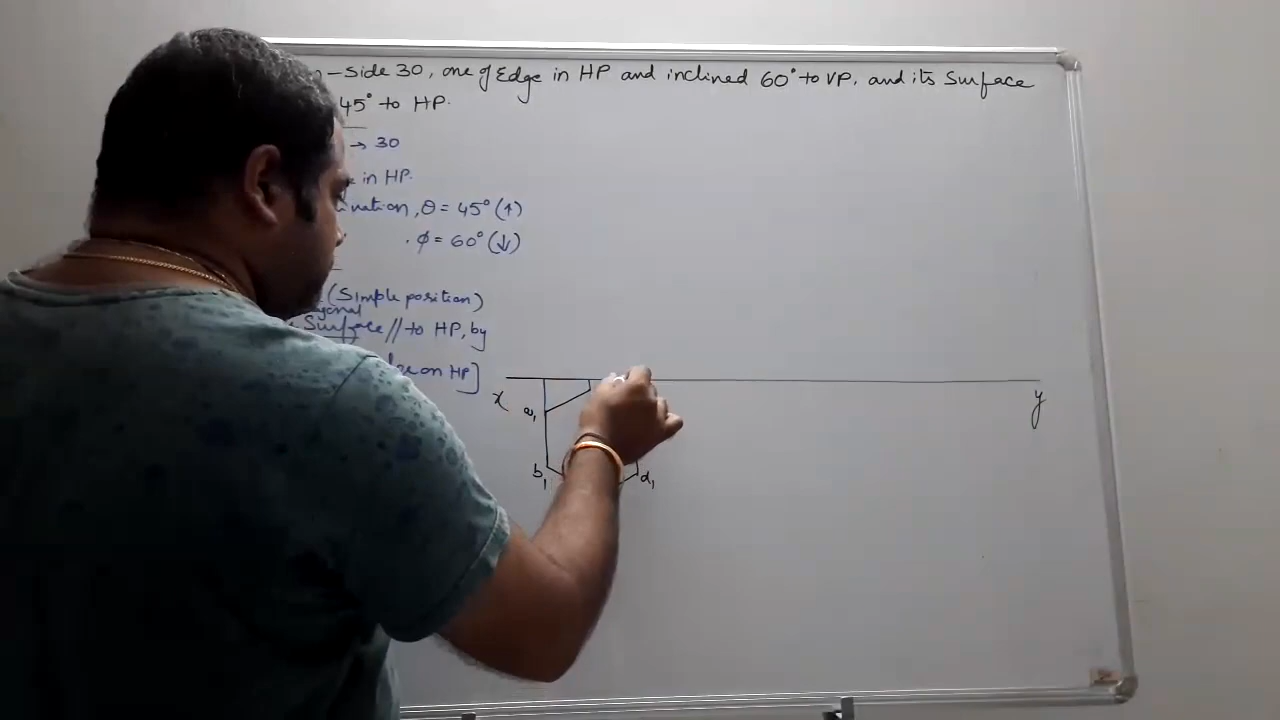 -Side 30, one of Edge in HP and inclined 60° to VP, and its Surface
45° to HP.
→ 30
in HP.
, θ = 45° (↑)
. φ = 60° (↓)
(Simple position)
Surface // to HP, by
on HP]
x
y
a₁
b₁
d₁